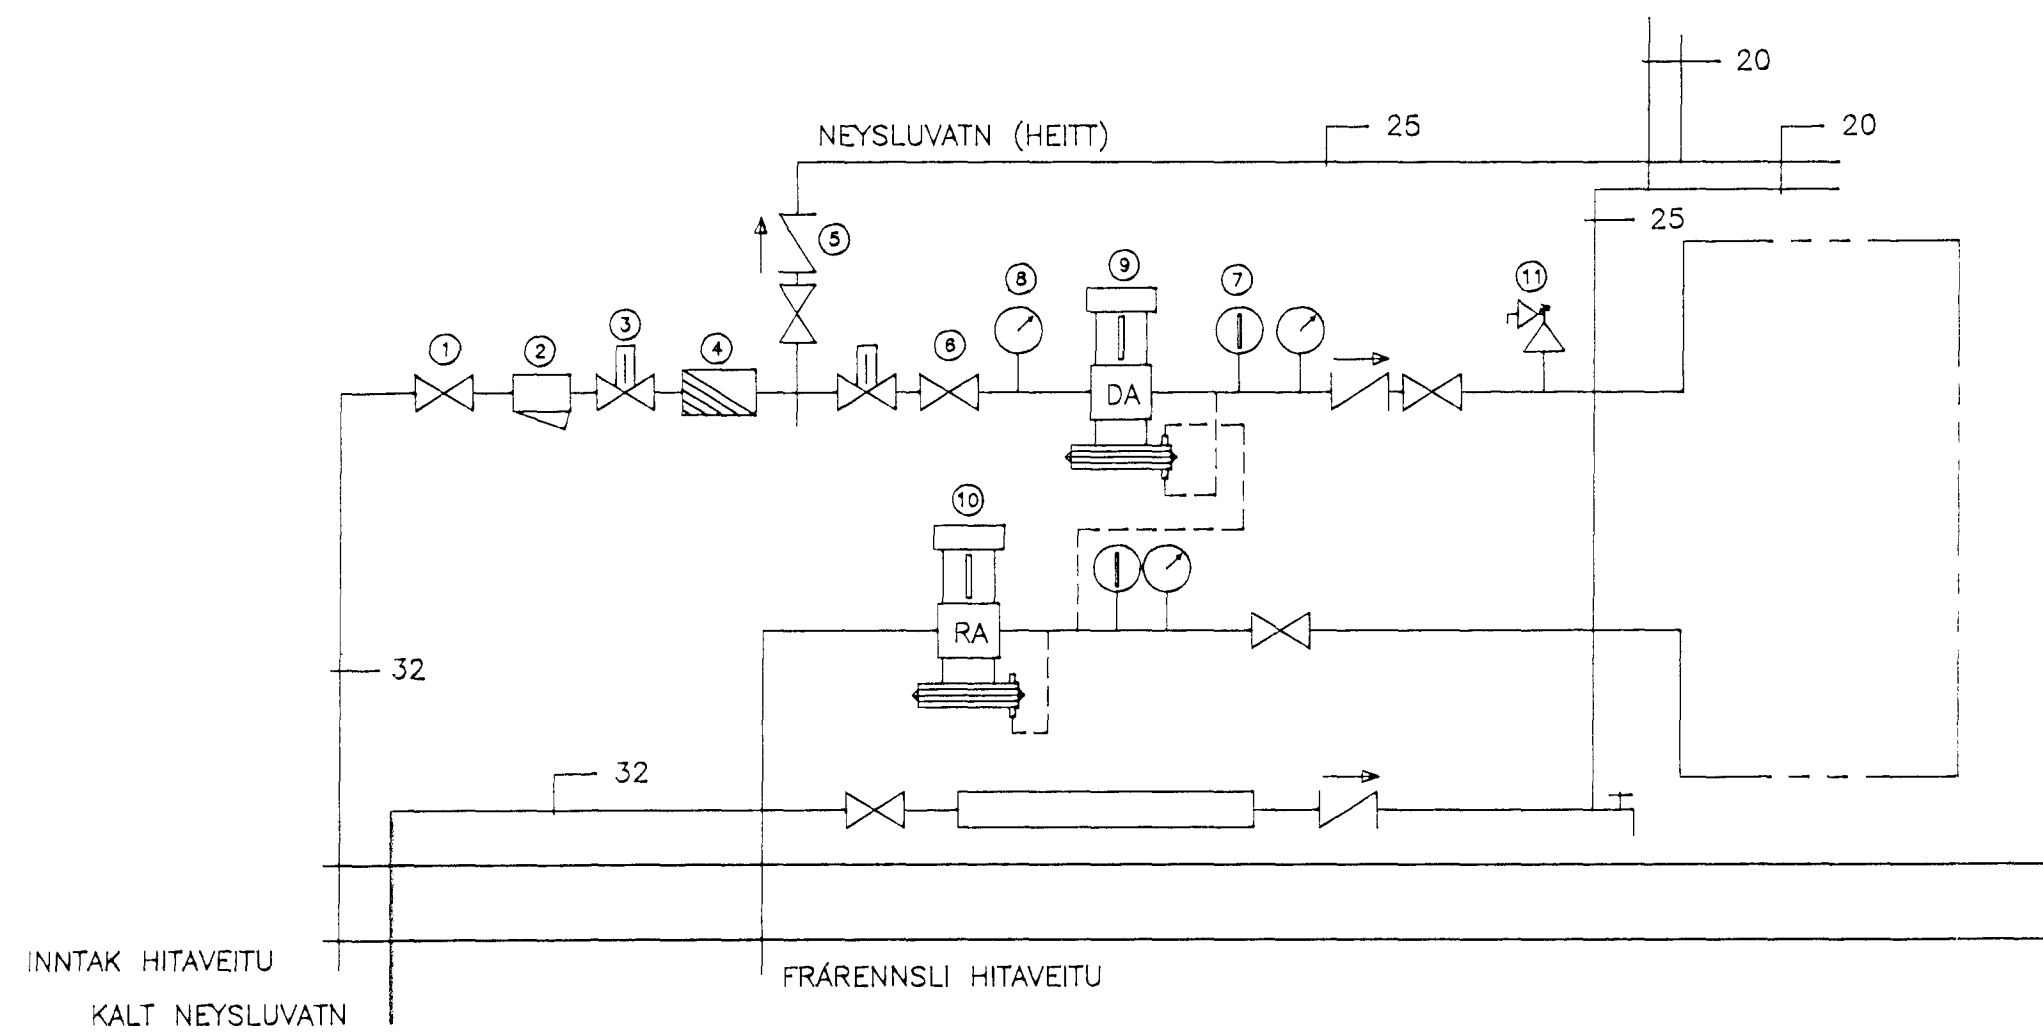 20
NEYSLUVATN (HEITT)
25
20
25
5
8
9
7
11
1
2
3
4
6
DA
10
RA
32
32
INNTAK HITAVEITU
FRÁRENNSLI HITAVEITU
KALT NEYSLUVATN